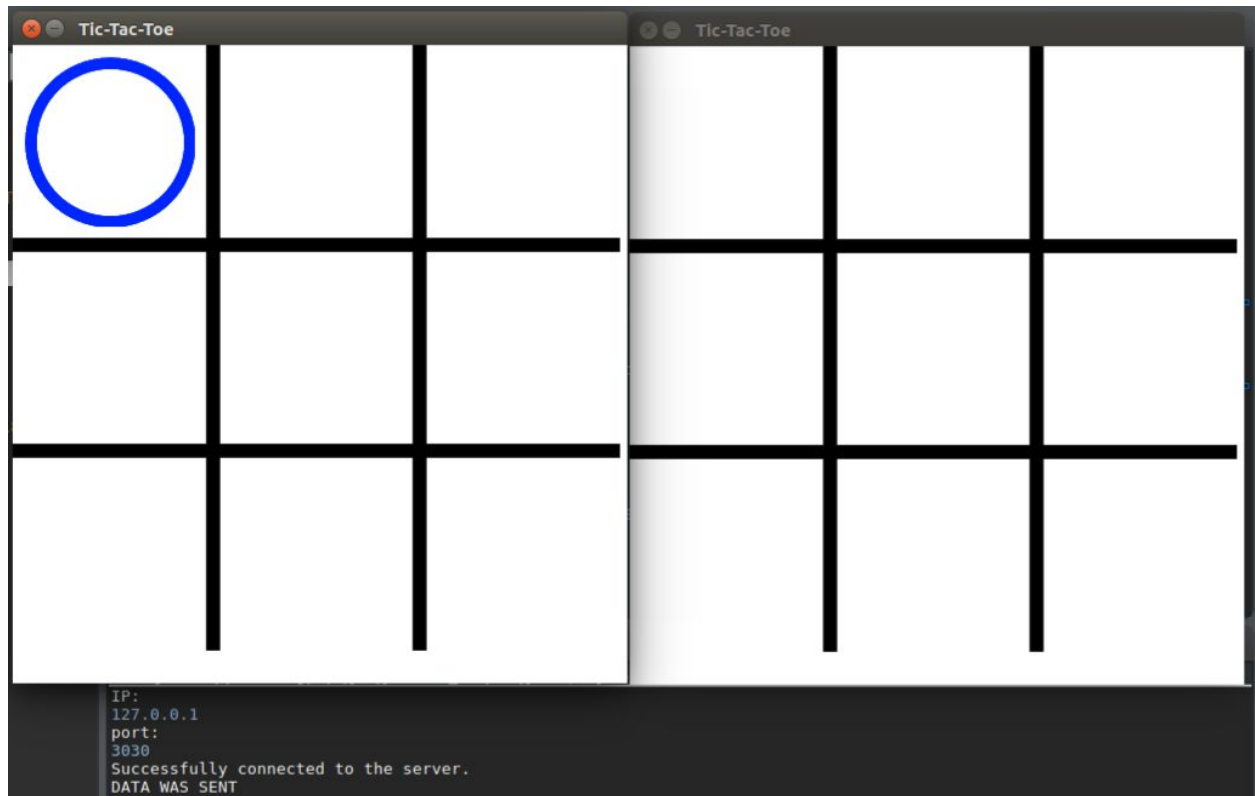 Tic-Tac-Toe
Tic-Tac-Toe
IP:
127.0.0.1
port:
3030
Successfully connected to the server.
DATA WAS SENT